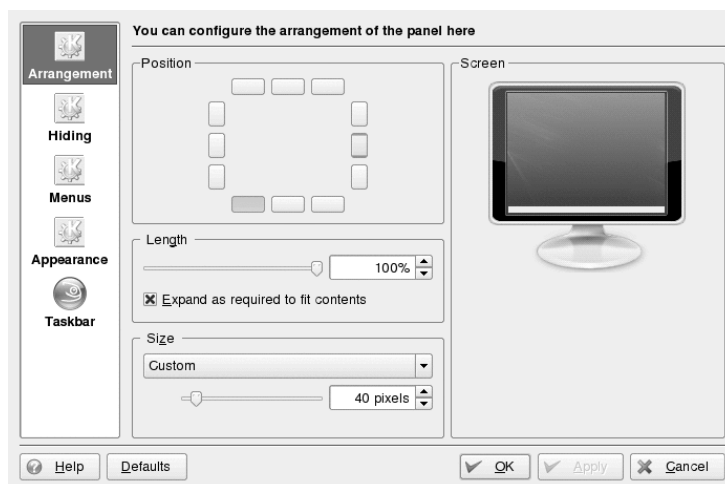 You can configure the arrangement of the panel here
Arrangement
Hiding
Menus
Appearance
Taskbar
Position
Screen
Length
100%
Expand as required to fit contents
Size
Custom
40 pixels
Help
Defaults
OK
Apply
Cancel